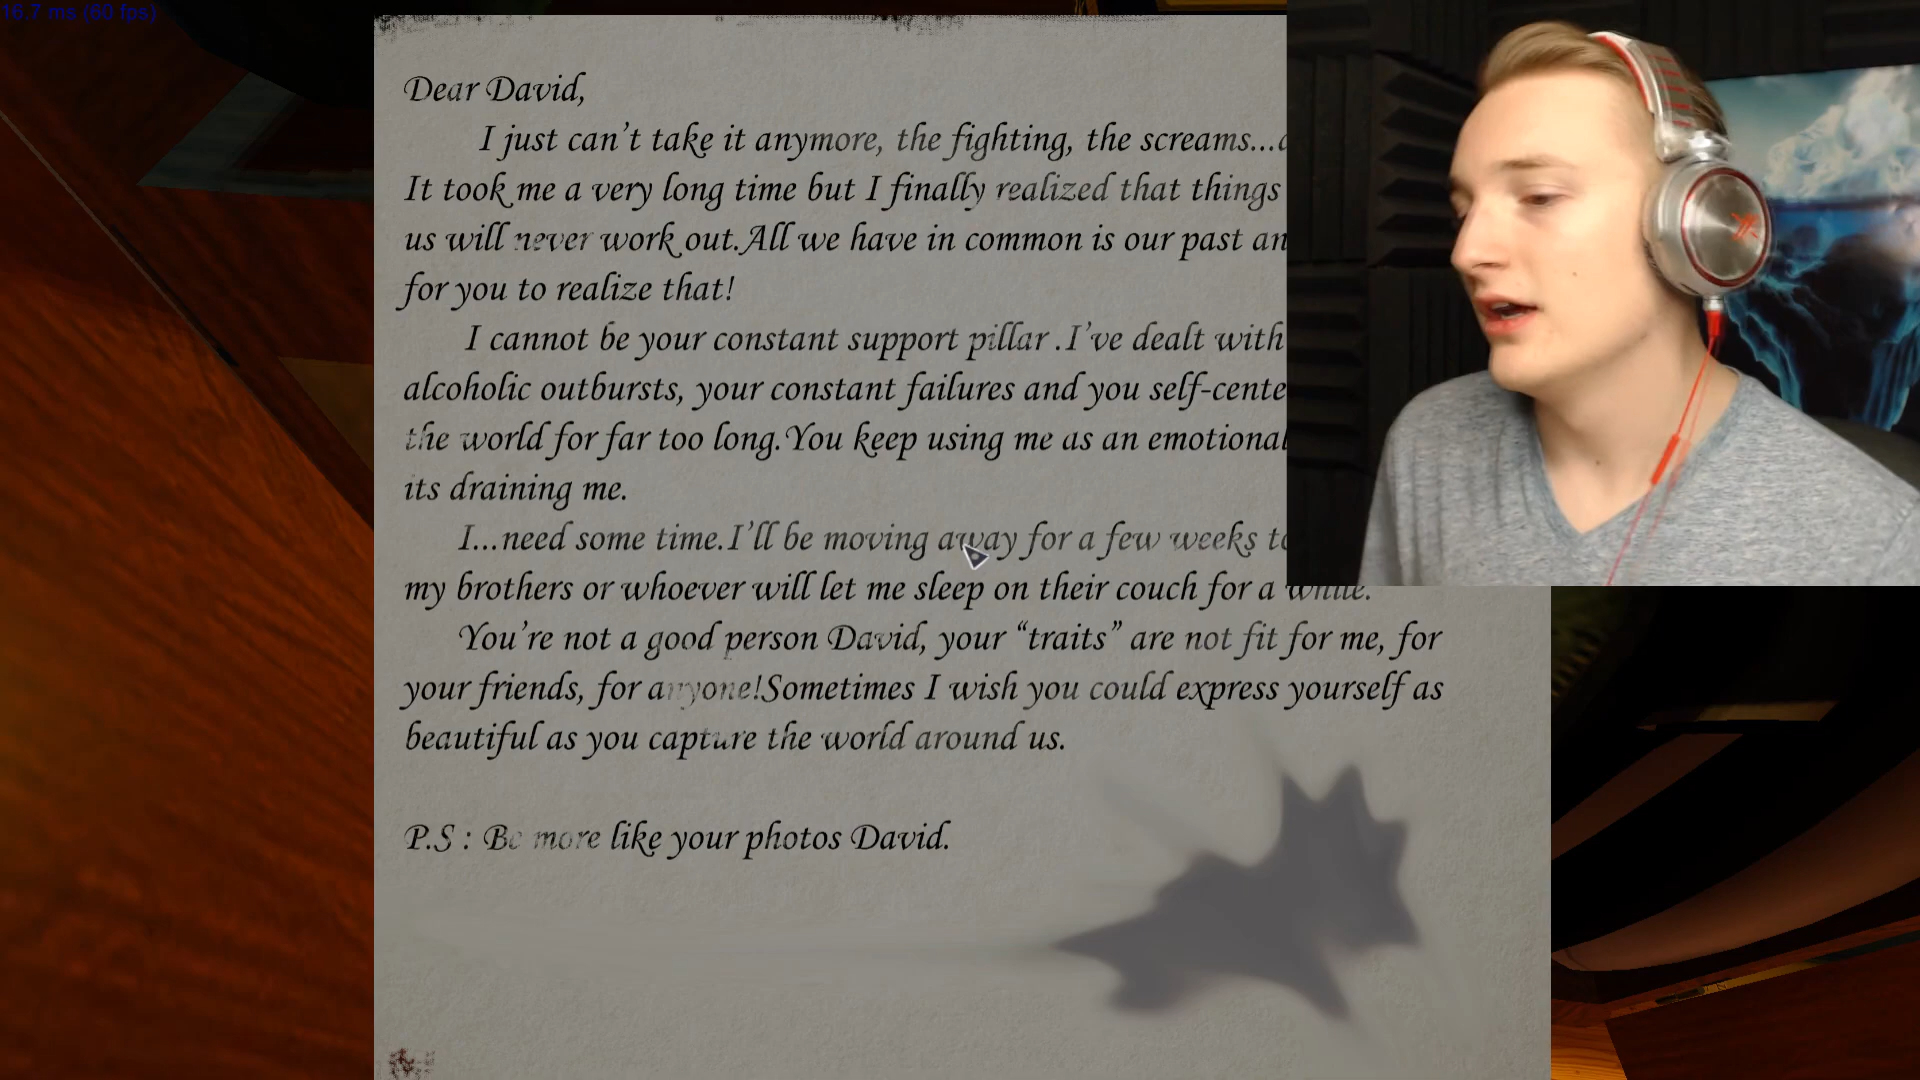 16.7 ms (60 fps)
Dear David,
I just can't take it anymore, the fighting, the screams...
It took me a very long time but I finally realized that things
us will never work out.All we have in common is our past
for you to realize that!
I cannot be your constant support pillar .I've dealt with
alcoholic outbursts, your constant failures and you
the world for far too long.You keep using me as an emotional
its draining me.
I...need some time.I'll be moving away for a few weeks
my brothers or whoever will let me sleep on their couch for a while.
You're not a good person David, your “traits” are not fit for me, for
your friends, for anyone!Sometimes I wish you could express yourself as
beautiful as you capture the world around us.
P.S : Be more like your photos David.